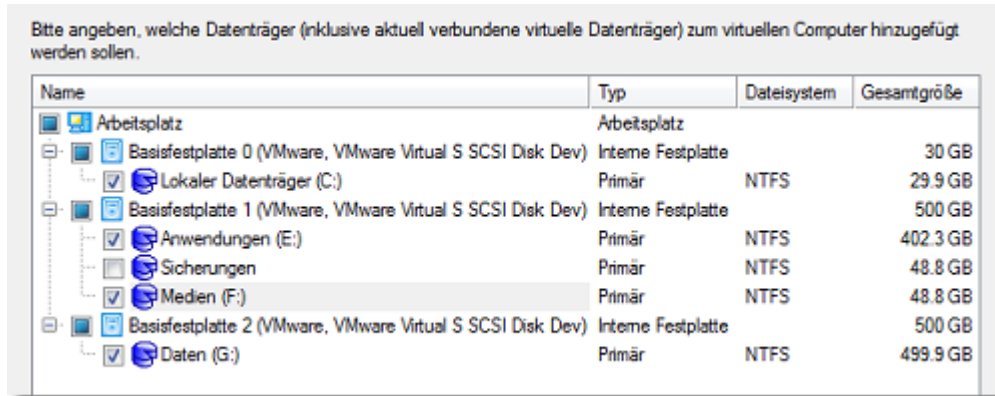 Bitte angeben, welche Datenträger (inklusive aktuell verbundene virtuelle Datenträger) zum virtuellen Computer hinzugefügt
werden sollen.
Name Typ Dateisystem Gesamtgröße
Arbeitsplatz Arbeitsplatz
Basisfestplatte 0 (VMware, VMware Virtual S SCSI Disk Dev) Interne Festplatte 30 GB
Lokaler Datenträger (C:) Primär NTFS 29.9 GB
Basisfestplatte 1 (VMware, VMware Virtual S SCSI Disk Dev) Interne Festplatte 500 GB
Anwendungen (E:) Primär NTFS 402.3 GB
Sicherungen Primär NTFS 48.8 GB
Medien (F:) Primär NTFS 48.8 GB
Basisfestplatte 2 (VMware, VMware Virtual S SCSI Disk Dev) Interne Festplatte 500 GB
Daten (G:) Primär NTFS 499.9 GB